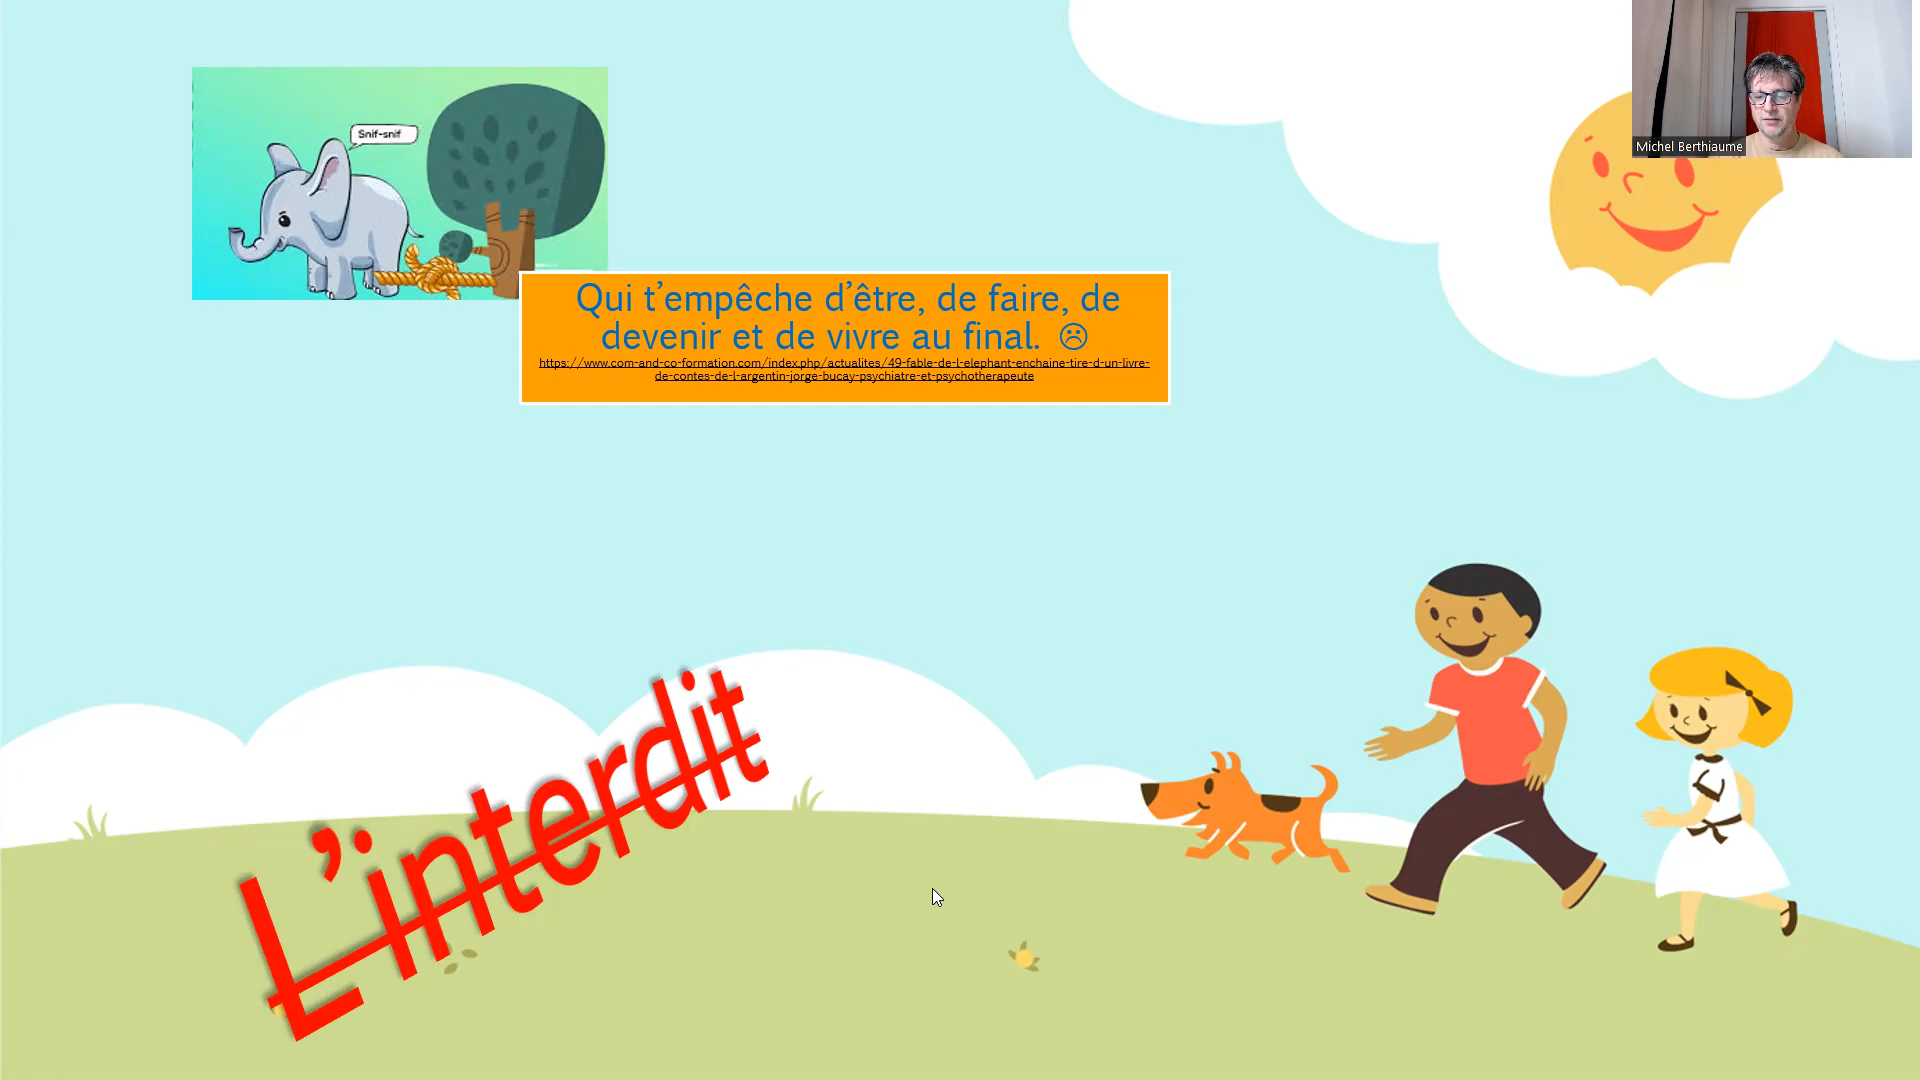 Michel Berthiaume
Snif-snif
Qui t’empêche d’être, de faire, de
devenir et de vivre au final. ☹
https://www.com-and-co-formation.com/index.php/actualites/49-fable-de-l-elephant-enchaine-tire-d-un-livre-
de-contes-de-l-argentin-jorge-bucay-psychiatre-et-psychotherapeute
L’interdit